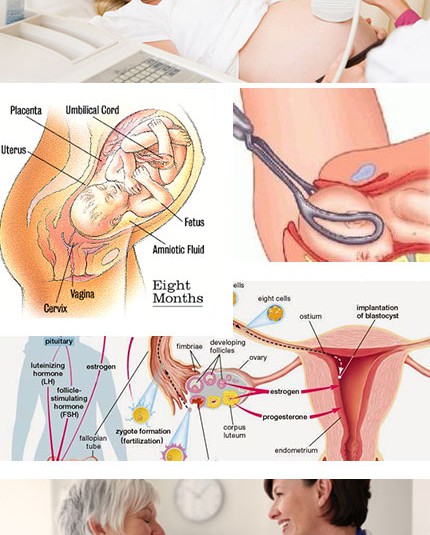 Placenta
Umbilical Cord
Uterus
Fetus
Amniotic Fluid
Vagina
Cervix
Eight
Months
eight cells
ostium
implantation
of blastocyst
pituitary
luteinizing
hormone
(LH)
estrogen
follicle-
stimulating
hormone
(FSH)
fallopian
tube
zygote formation
(fertilization)
fimbriae
developing
follicles
ovary
corpus
luteum
estrogen
progesterone
endometrium